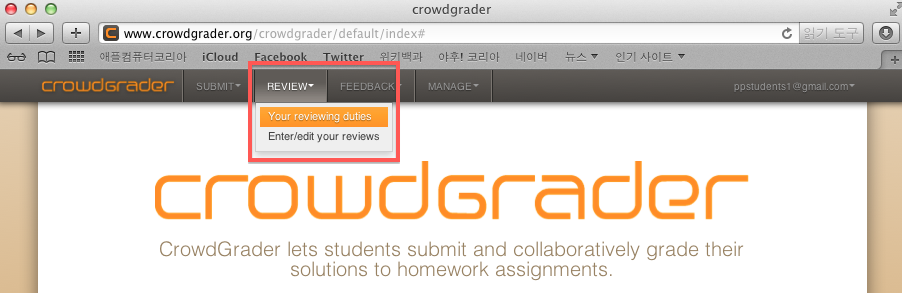 crowdgrader
www.crowdgrader.org/crowdgrader/default/index#
읽기 도구
애플컴퓨터코리아 iCloud Facebook Twitter 위키백과 야후! 코리아 네이버 뉴스 인기 사이트
crowdgrader SUBMIT REVIEW FEEDBACK MANAGE ppstudents1@gmail.com
Your reviewing duties
Enter/edit your reviews
crowdgrader
CrowdGrader lets students submit and collaboratively grade their
solutions to homework assignments.